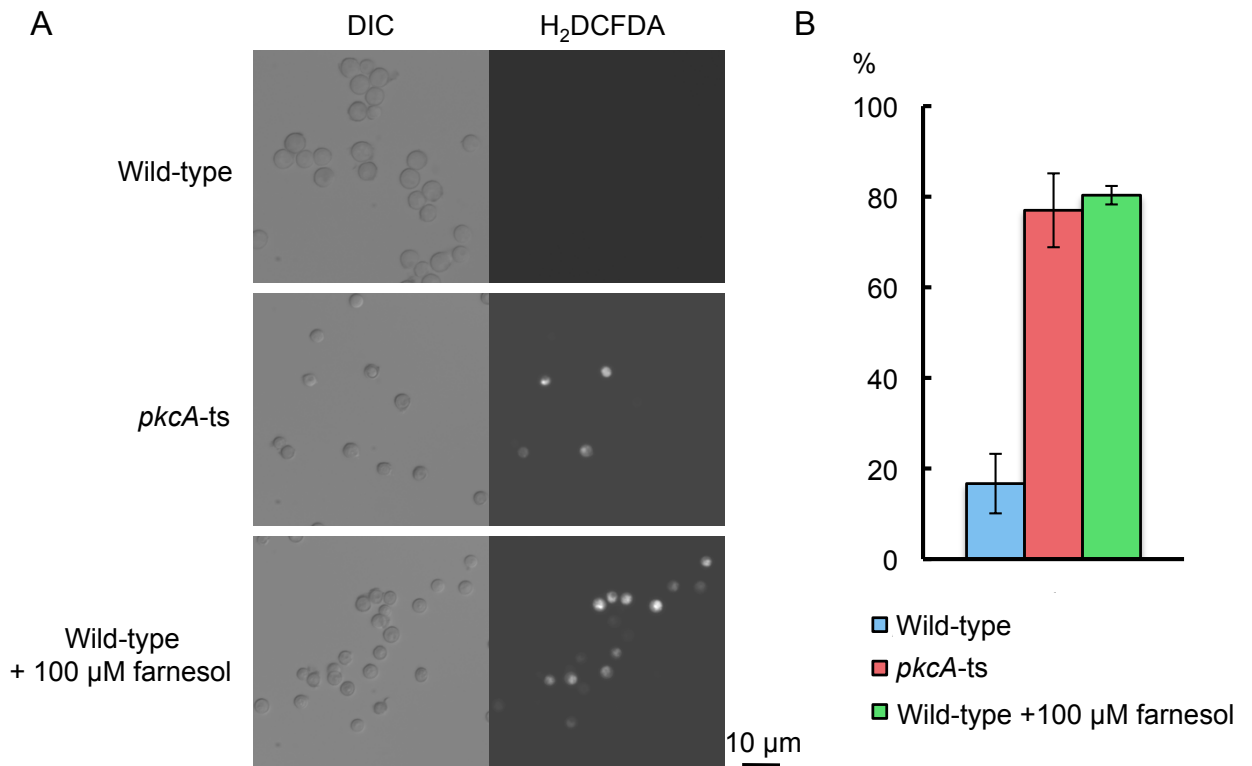 A
DIC
H₂DCFDA
Wild-type
pkcA-ts
Wild-type
+ 100 µM farnesol
10 µm
B
%
100
80
60
40
20
0
Wild-type
pkcA-ts
Wild-type +100 µM farnesol